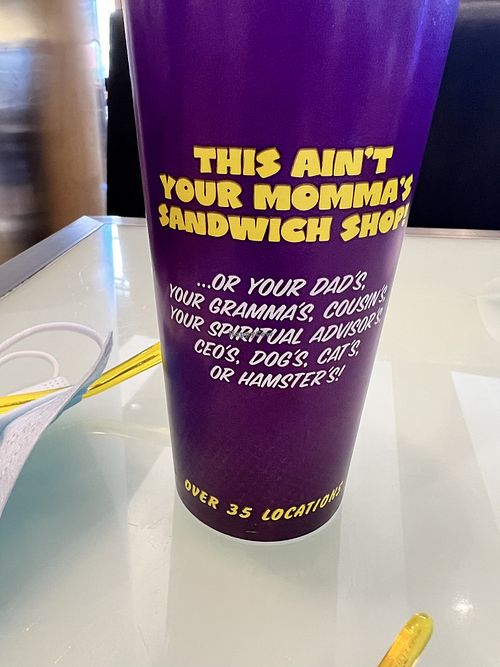 THIS AIN'T
YOUR MOMMA'S
SANDWICH SHOP!
...OR YOUR DAD'S,
YOUR GRAMMA'S, COUSIN'S,
YOUR SPIRITUAL ADVISOR'S,
CEO'S, DOG'S, CAT'S,
OR HAMSTER'S!
OVER 35 LOCATIONS